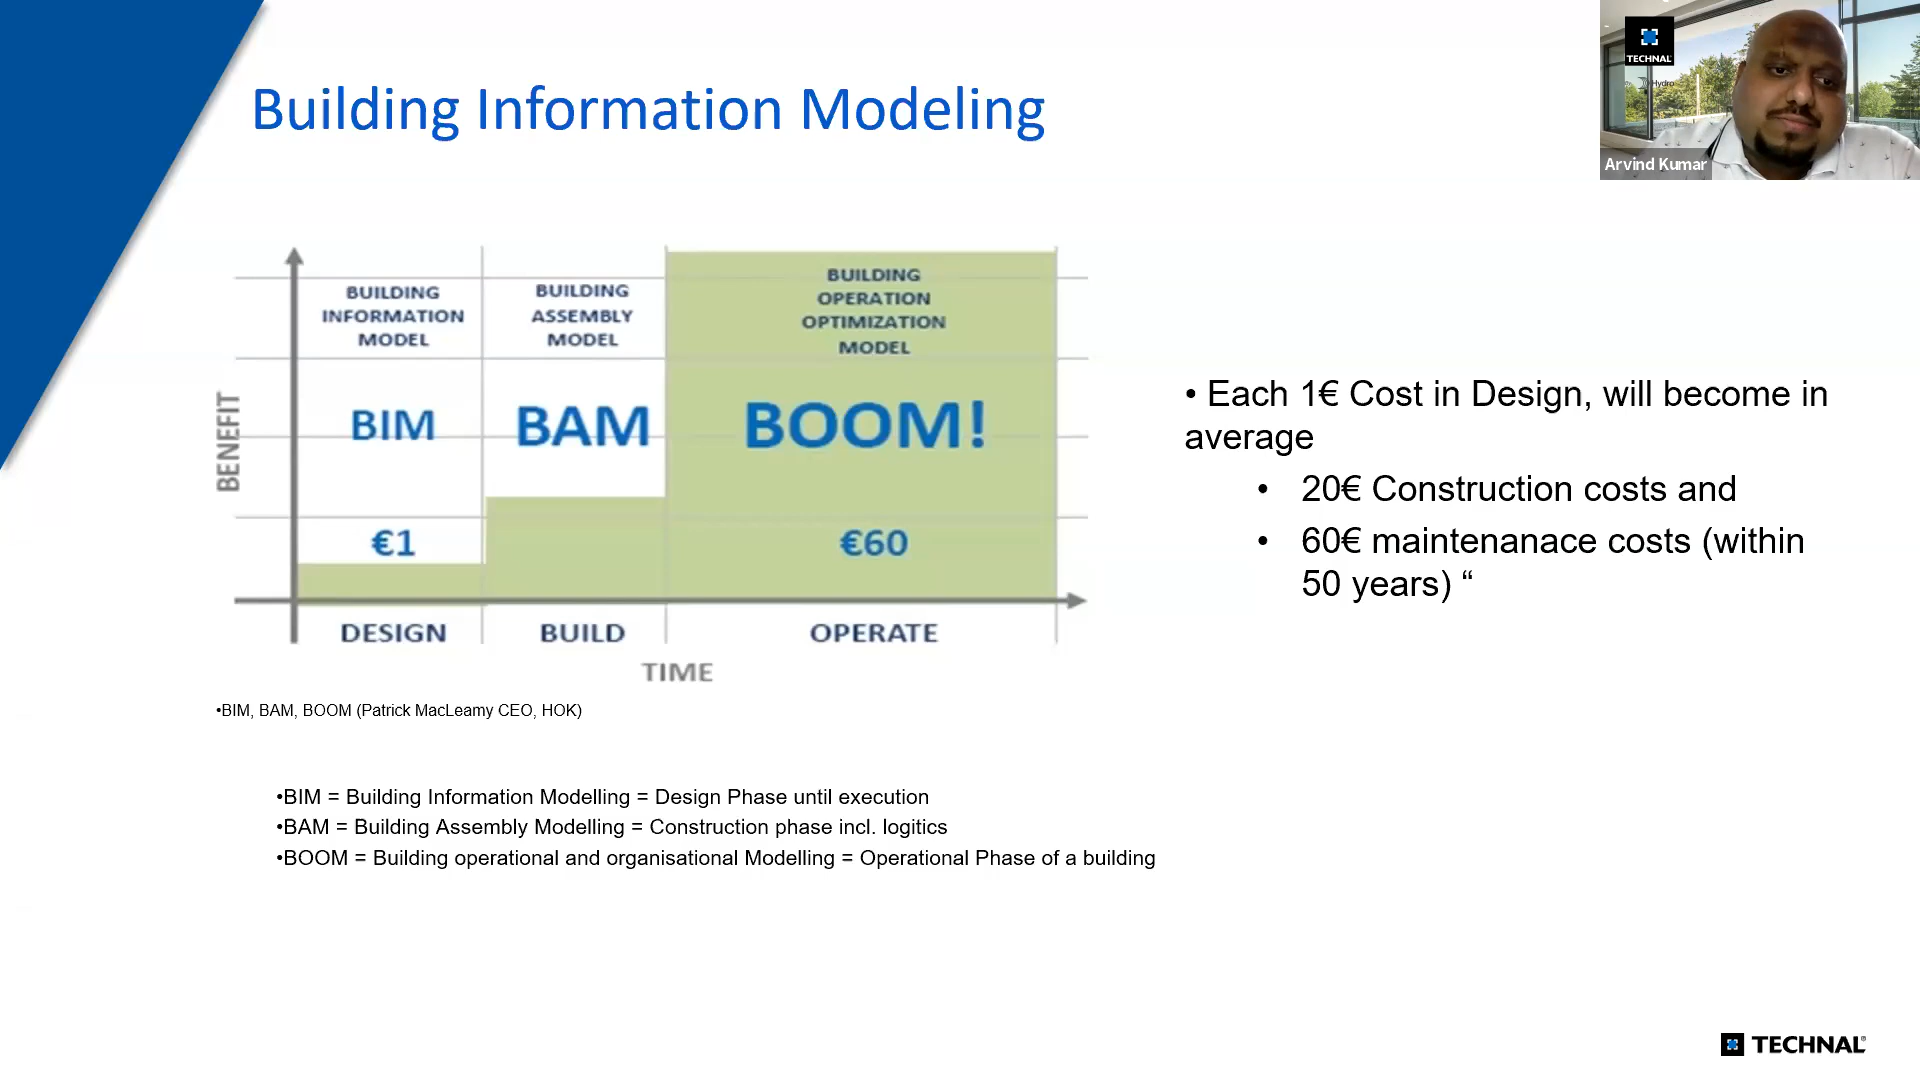 Building Information Modeling
TECHNAL
Hydro
Arvind Kumar
BUILDING
INFORMATION
MODEL
BUILDING
ASSEMBLY
MODEL
BUILDING
OPERATION
OPTIMIZATION
MODEL
BENEFIT
BIM
BAM
BOOM!
€1
€60
DESIGN
BUILD
OPERATE
TIME
•BIM, BAM, BOOM (Patrick MacLeamy CEO, HOK)
• Each 1€ Cost in Design, will become in
average
• 20€ Construction costs and
• 60€ maintenanace costs (within
50 years) “
•BIM = Building Information Modelling = Design Phase until execution
•BAM = Building Assembly Modelling = Construction phase incl. logitics
•BOOM = Building operational and organisational Modelling = Operational Phase of a building
TECHNAL®